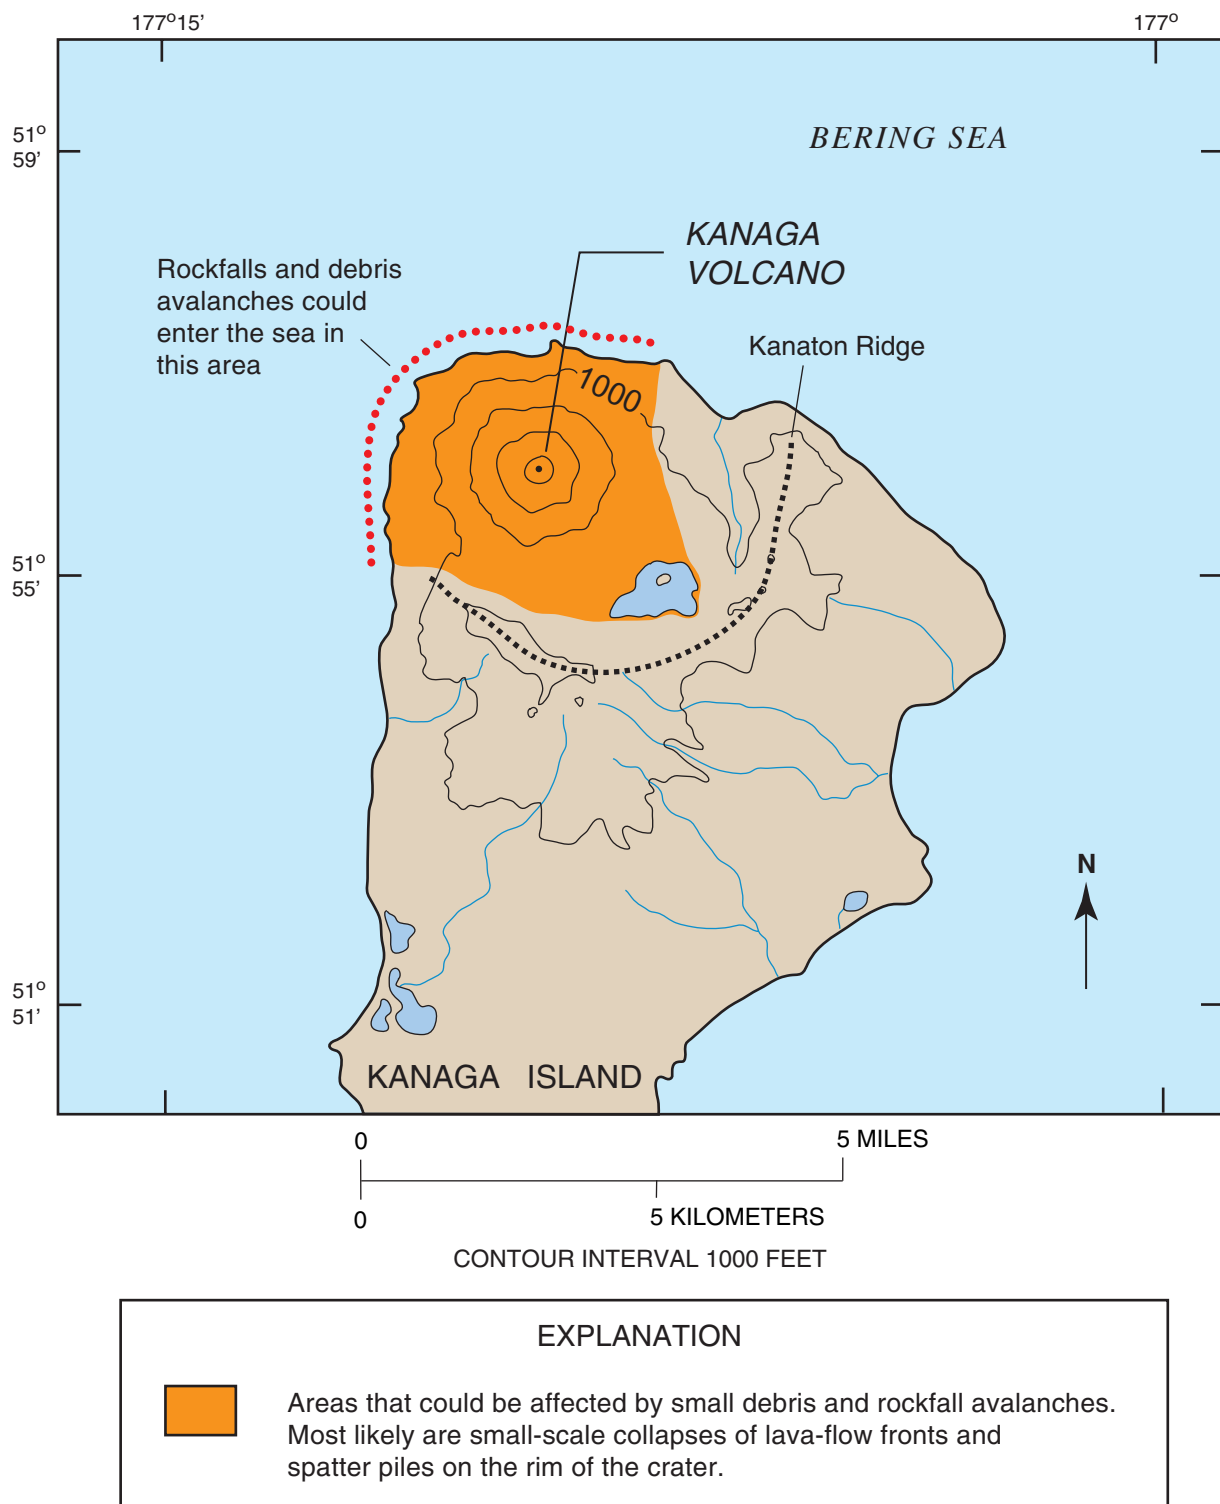 177°15’
177°
51°
59’
BERING SEA
KANAGA
VOLCANO
Rockfalls and debris
avalanches could
enter the sea in
this area
Kanaton Ridge
1000
51°
55’
N
51°
51’
KANAGA ISLAND
0
5 MILES
0
5 KILOMETERS
CONTOUR INTERVAL 1000 FEET
EXPLANATION
Areas that could be affected by small debris and rockfall avalanches.
Most likely are small-scale collapses of lava-flow fronts and
spatter piles on the rim of the crater.